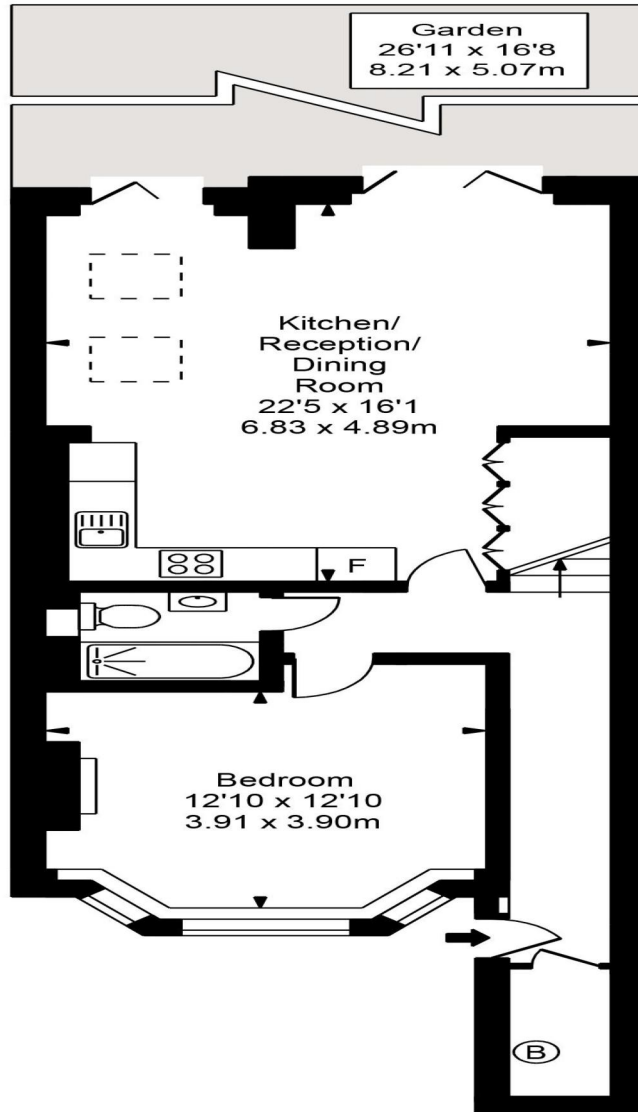 Garden
26'11 x 16'8
8.21 x 5.07m
Kitchen/
Reception/
Dining
Room
22'5 x 16'1
6.83 x 4.89m
F
Bedroom
12'10 x 12'10
3.91 x 3.90m
B